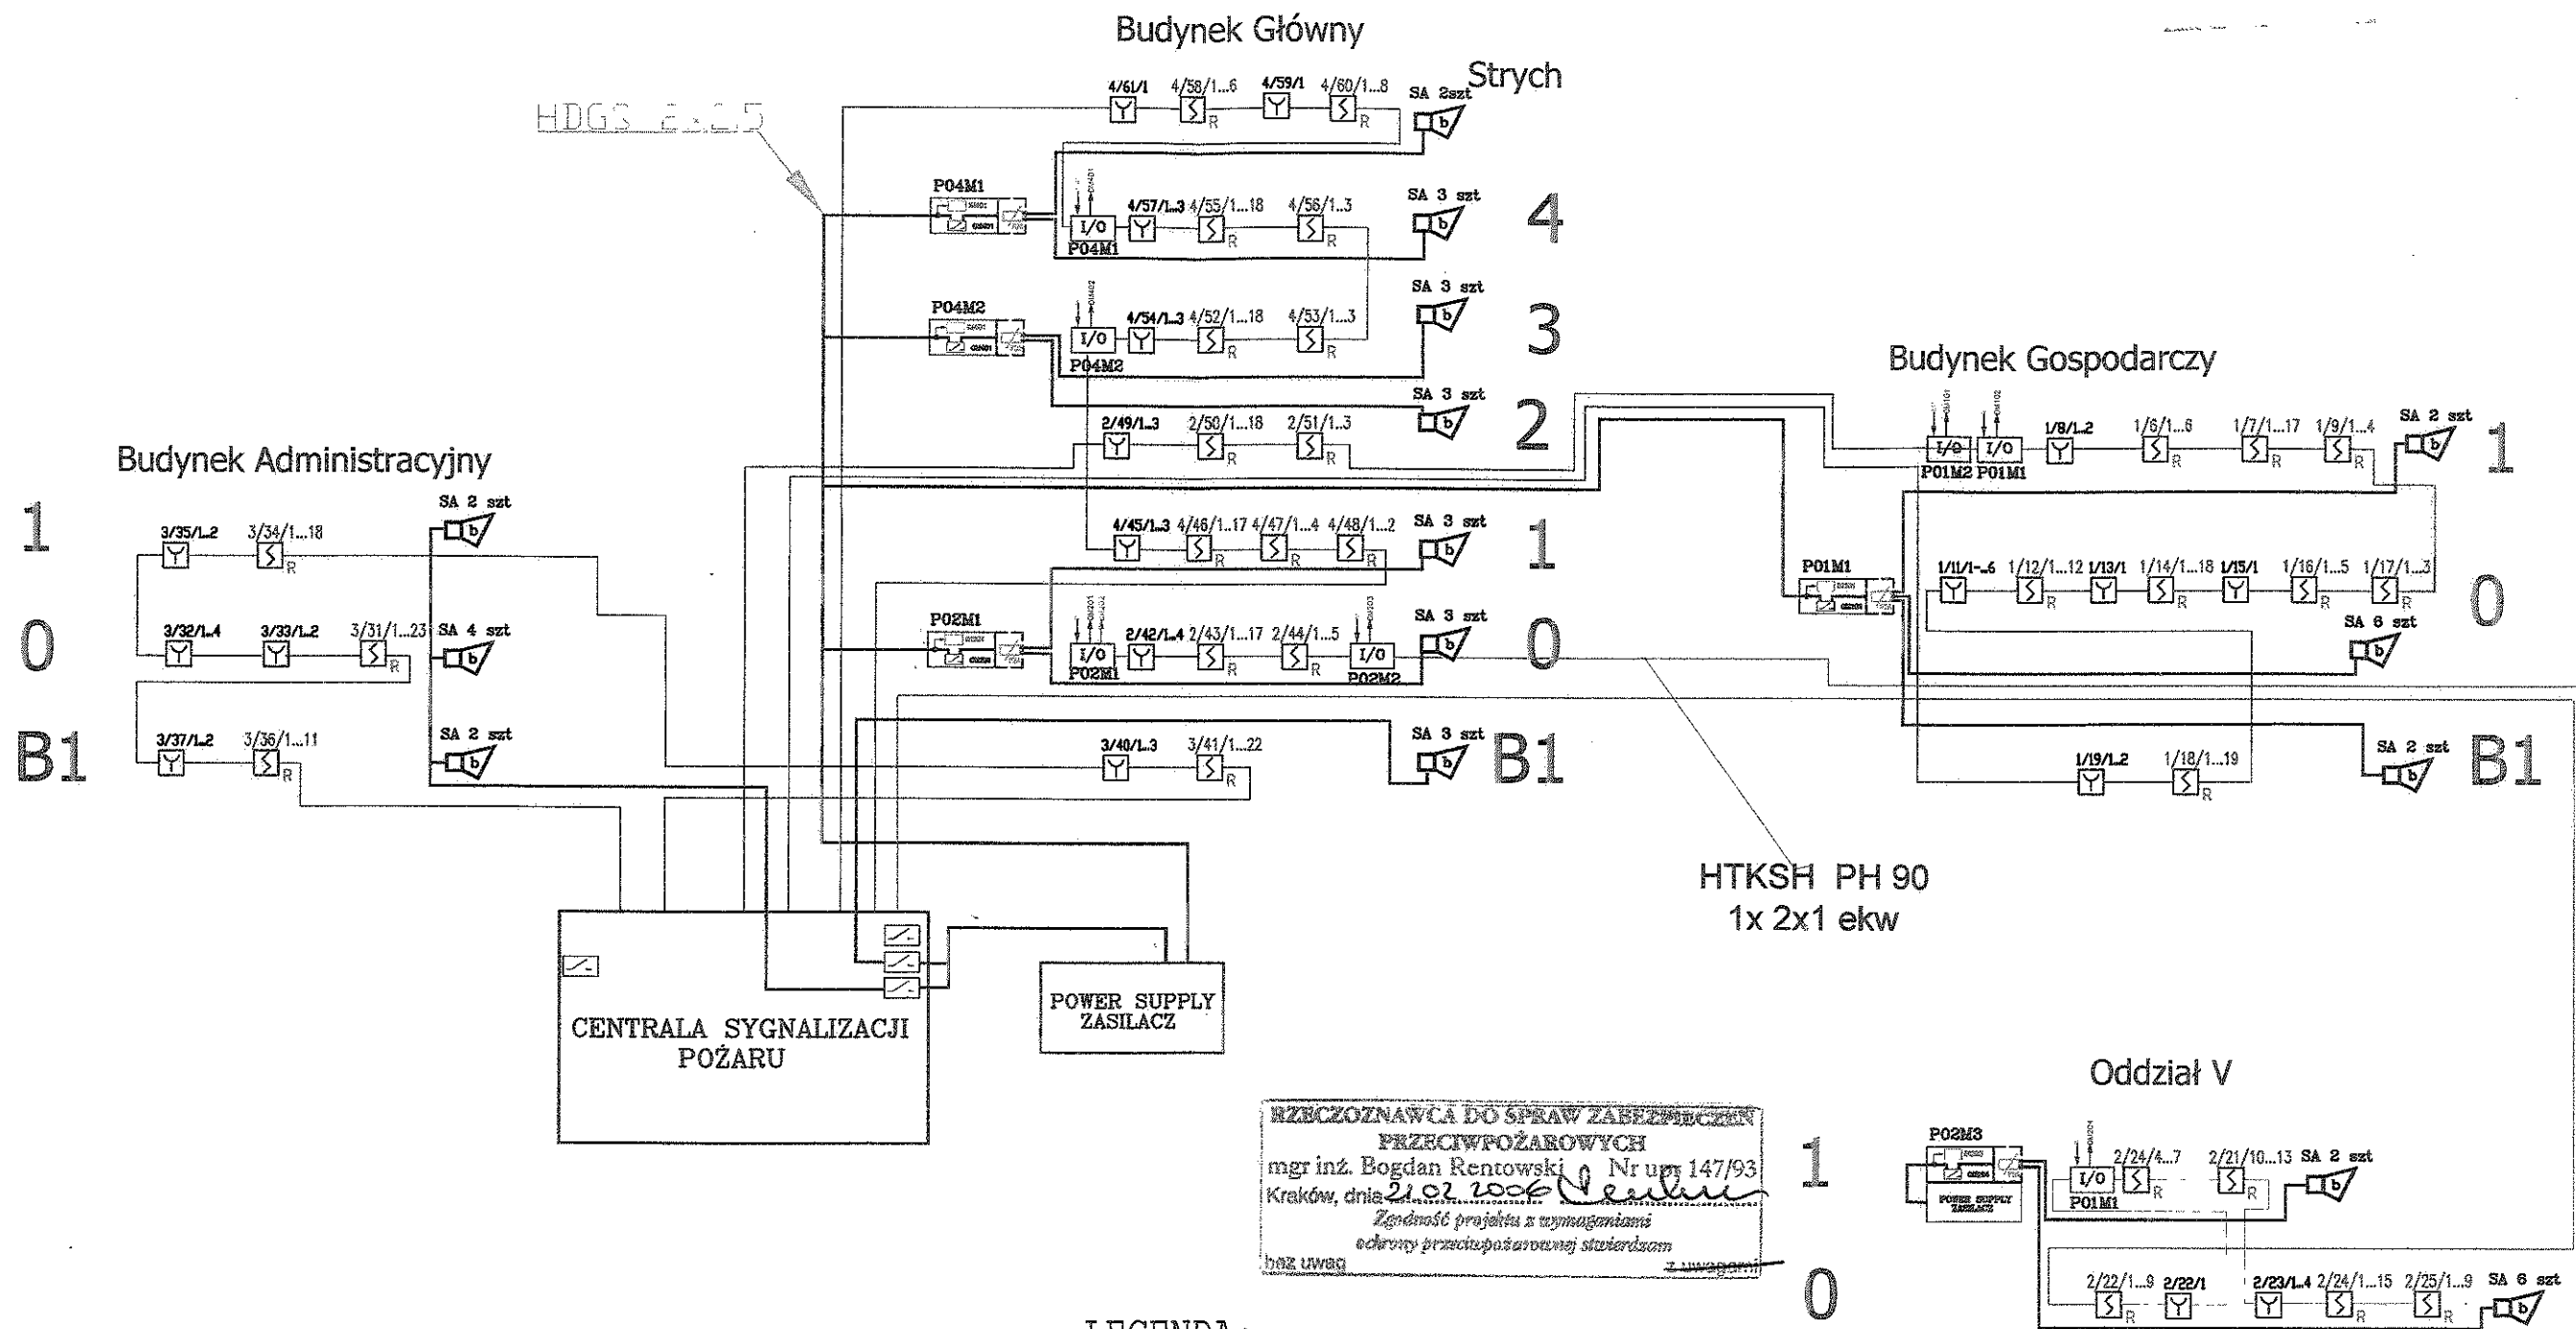 Budynek Główny
Strych
4/61/1
4/58/1...6
4/59/1
4/60/1...8
SA 2szt
HDGS 2x2.5
P04M1
I/O
P04M1
4/57/1..3
4/55/1...18
4/56/1..3
R
SA 3 szt
4
P04M2
I/O
P04M2
4/54/1..3
4/52/1...18
4/53/1...3
R
SA 3 szt
3
SA 3 szt
2/49/1...3
2/50/1...18
2/51/1..3
R
2
4/45/1...3
4/46/1..17
4/47/1...4
4/48/1...2
R
SA 3 szt
1
P02M1
I/O
P02M1
2/42/1..4
2/43/1...17
2/44/1...5
R
I/O
P02M2
SA 3 szt
0
3/40/1..3
3/41/1...22
R
SA 3 szt
B1
Budynek Administracyjny
1
3/35/1..2
3/34/1...18
R
SA 2 szt
0
3/32/1..4
3/33/1...2
3/31/1...23
R
SA 4 szt
B1
3/37/1..2
3/36/1...11
R
SA 2 szt
Budynek Gospodarczy
I/O
I/O
P01M2 P01M1
1/8/1..2
1/6/1...6
1/7/1...17
1/9/1...4
R
SA 2 szt
1
P01M1
1/11/1-..6
1/12/1...12
1/13/1
1/14/1...18
1/15/1
1/16/1...5
1/17/1...3
R
SA 6 szt
0
1/19/1..2
1/18/1...19
R
SA 2 szt
B1
HTKSH PH 90
1x 2x1 ekw
CENTRALA SYGNALIZACJI
POŻARU
POWER SUPPLY
ZASILACZ
RZECZOZNAWCA DO SPRAW ZABEZPIECZEŃ
PRZECIWPOŻAROWYCH
mgr inż. Bogdan Rentowski Nr upr 147/93
Kraków, dnia 21.02.2006
Zgodność projektu z wymaganiami
ochrony przeciwpożarowej stwierdzam
bez uwag z uwagami
Oddział V
1
P02M3
POWER SUPPLY
ZASILACZ
I/O
P01M1
2/24/4...7
2/21/10...13
R
SA 2 szt
0
2/22/1...9
2/22/1
2/23/1..4
2/24/1...15
2/25/1...9
R
SA 6 szt
LEGENDA: